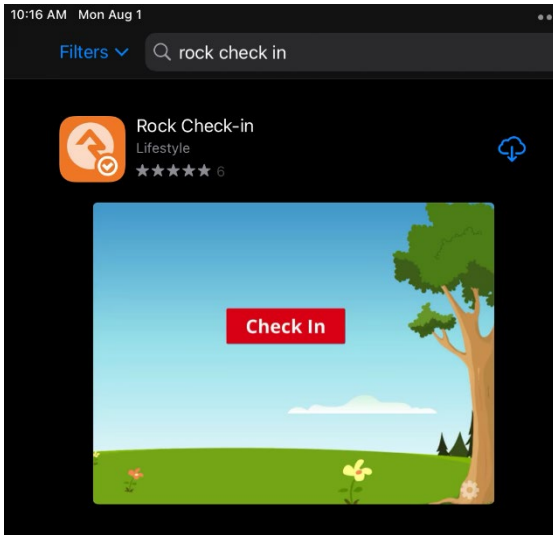 10:16 AM Mon Aug 1
Filters
rock check in
Rock Check-in
Lifestyle
6
Check In